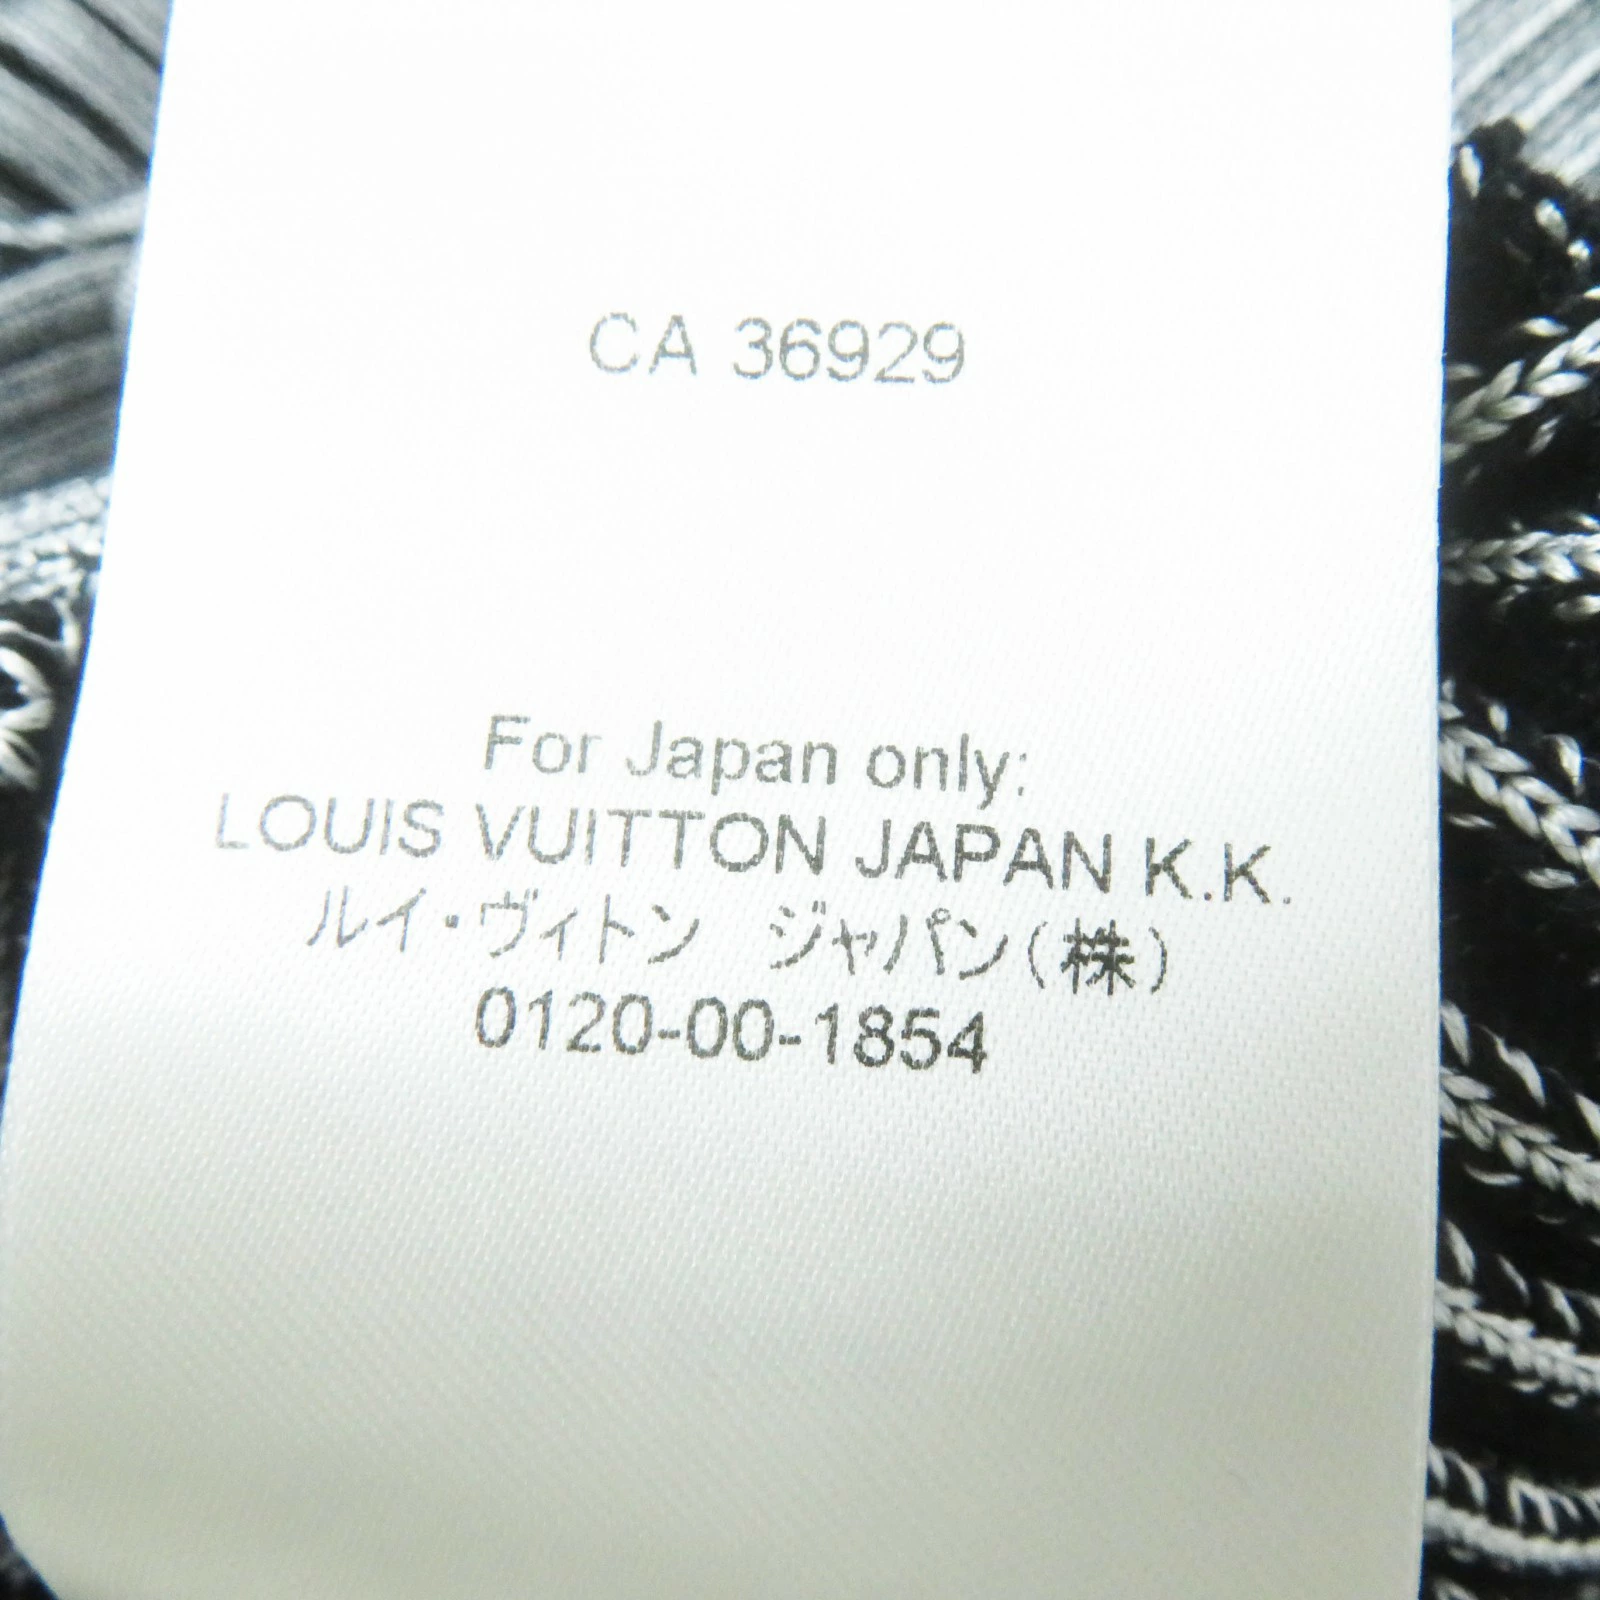 CA 36929
For Japan only:
LOUIS VUITTON JAPAN K.K.
ルイ・ヴィトン　ジャパン(株)
0120-00-1854